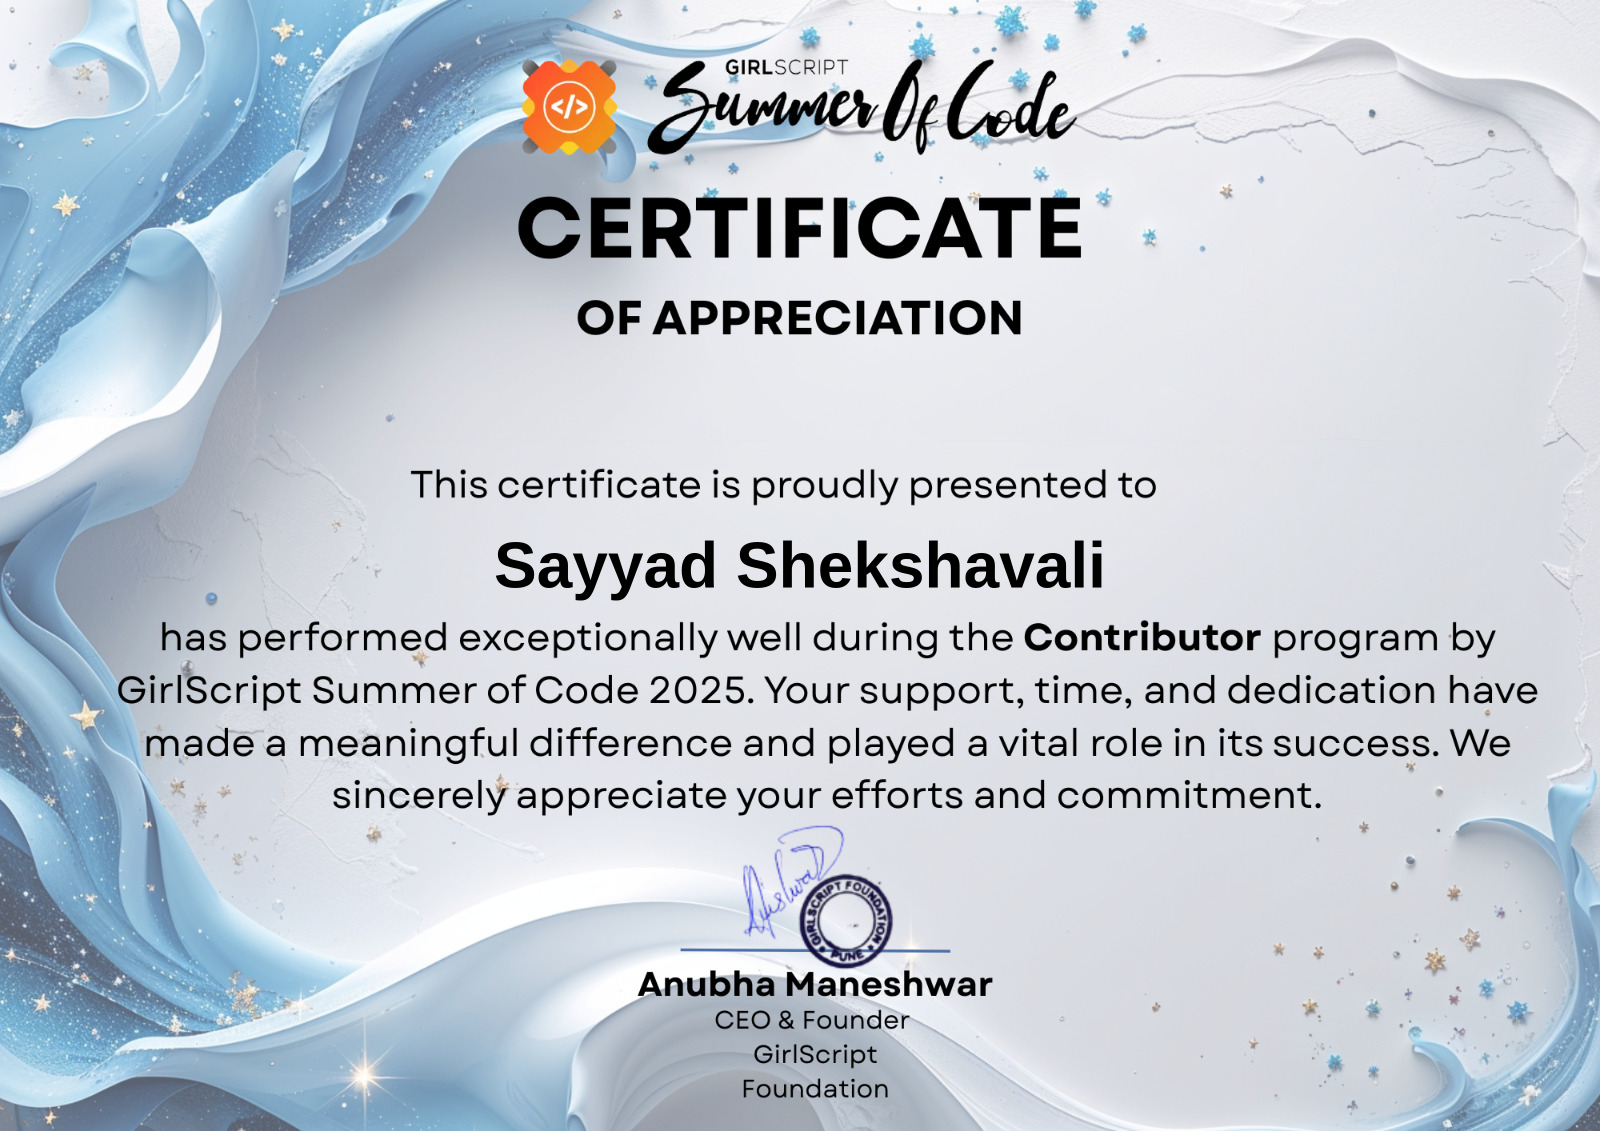 GIRLSCRIPT
Summer Of Code
CERTIFICATE
OF APPRECIATION
This certificate is proudly presented to
Sayyad Shekshavali
has performed exceptionally well during the Contributor program by
GirlScript Summer of Code 2025. Your support, time, and dedication have
made a meaningful difference and played a vital role in its success. We
sincerely appreciate your efforts and commitment.
GIRLSCRIPT FOUNDATION
PUNE
Anubha Maneshwar
CEO & Founder
GirlScript
Foundation